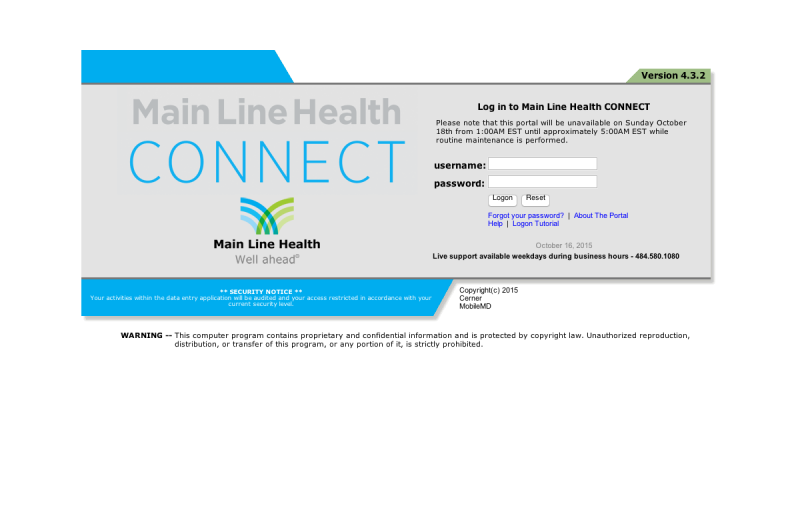 Version 4.3.2
Main Line Health
CONNECT
Main Line Health
Well ahead®
Log in to Main Line Health CONNECT
Please note that this portal will be unavailable on Sunday October
18th from 1:00AM EST until approximately 5:00AM EST while
routine maintenance is performed.
username:
password:
Logon Reset
Forgot your password? | About The Portal
Help | Logon Tutorial
October 16, 2015
Live support available weekdays during business hours - 484.580.1080
** SECURITY NOTICE **
Your activities within the data entry application will be audited and your access restricted in accordance with your
current security level.
Copyright(c) 2015
Cerner
MobileMD
WARNING -- This computer program contains proprietary and confidential information and is protected by copyright law. Unauthorized reproduction,
distribution, or transfer of this program, or any portion of it, is strictly prohibited.